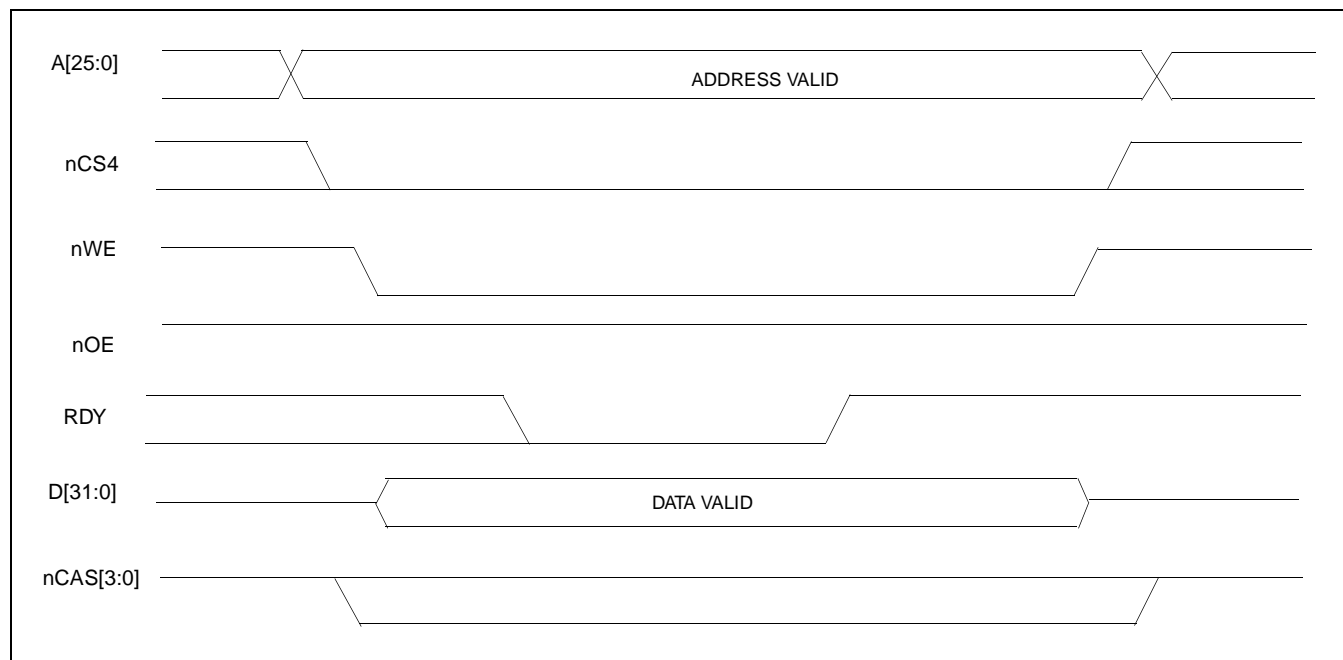 A[25:0]
ADDRESS VALID
nCS4
nWE
nOE
RDY
D[31:0]
DATA VALID
nCAS[3:0]